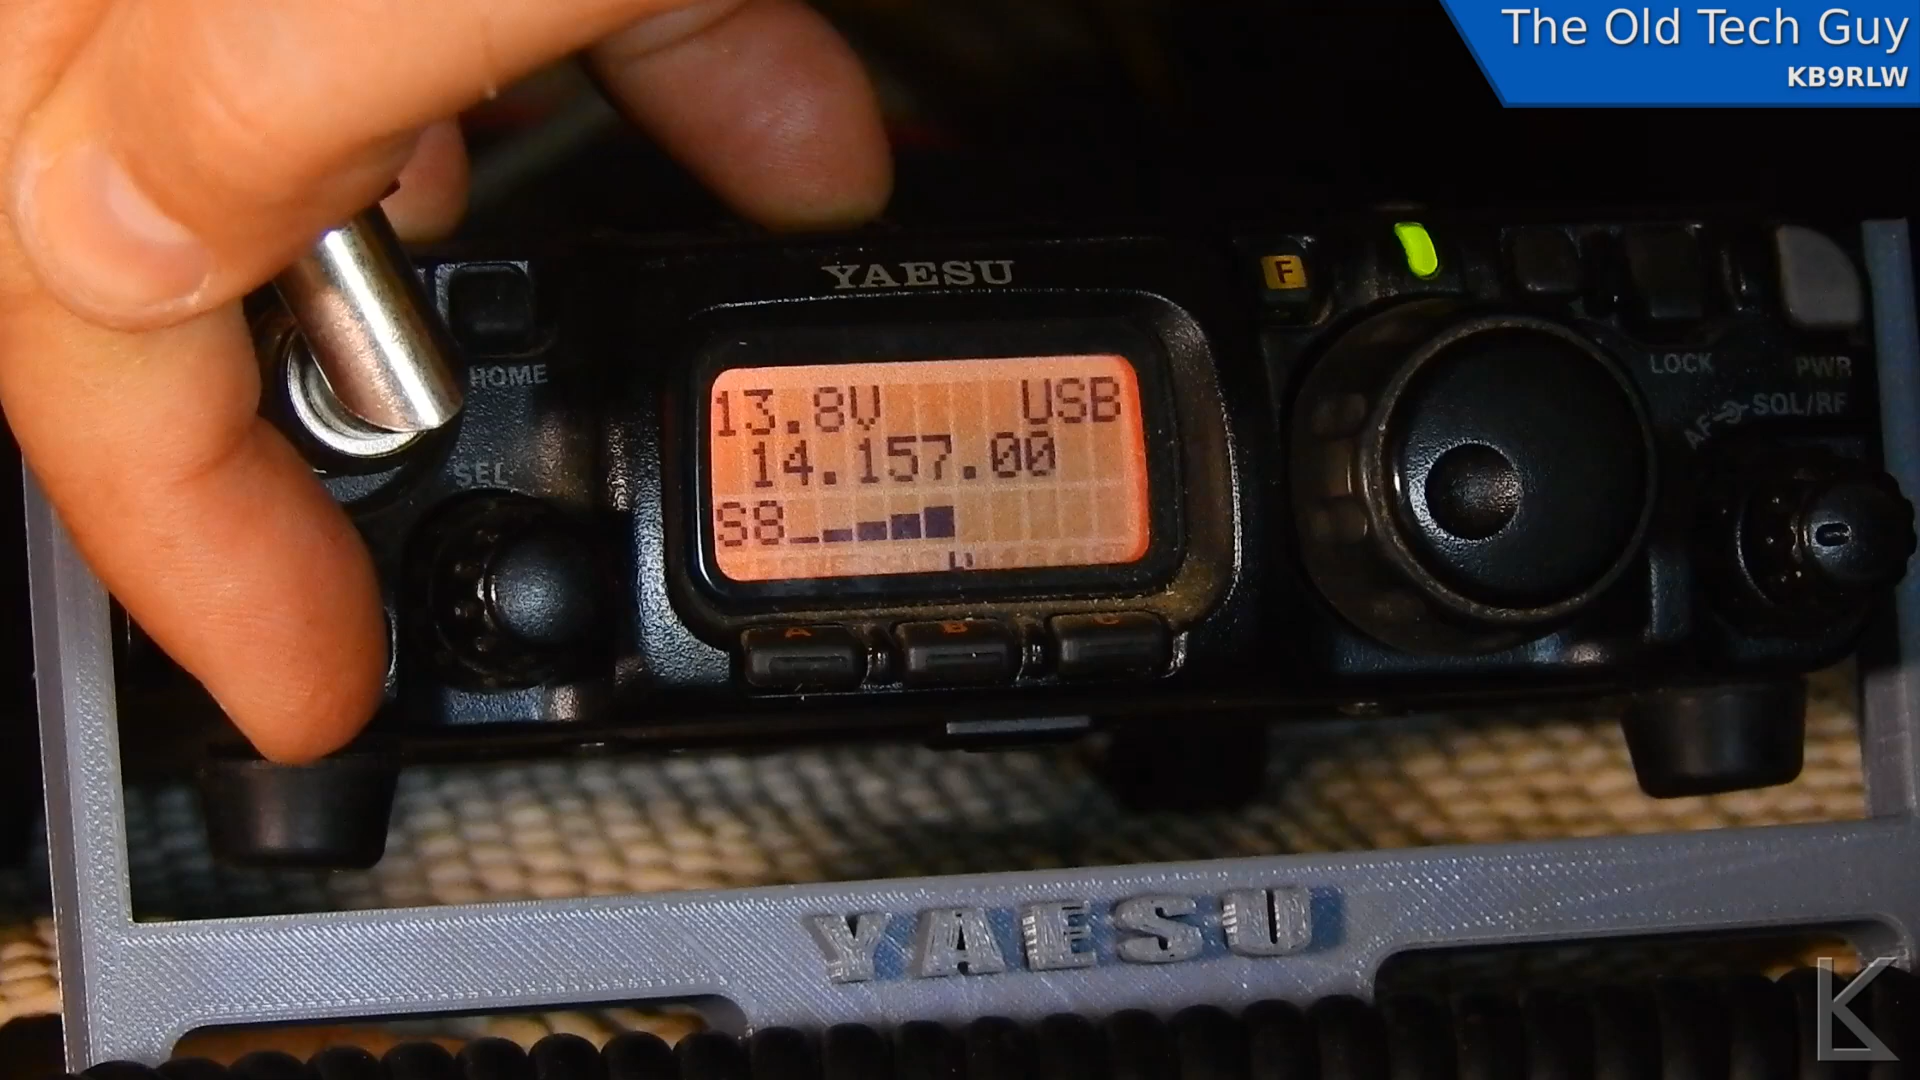 The Old Tech Guy
KB9RLW
YAESU
F
HOME
LOCK
PWR
AF
SQL/RF
SEL
13.8V USB
14.157.00
S8
A B C
YAESU
K